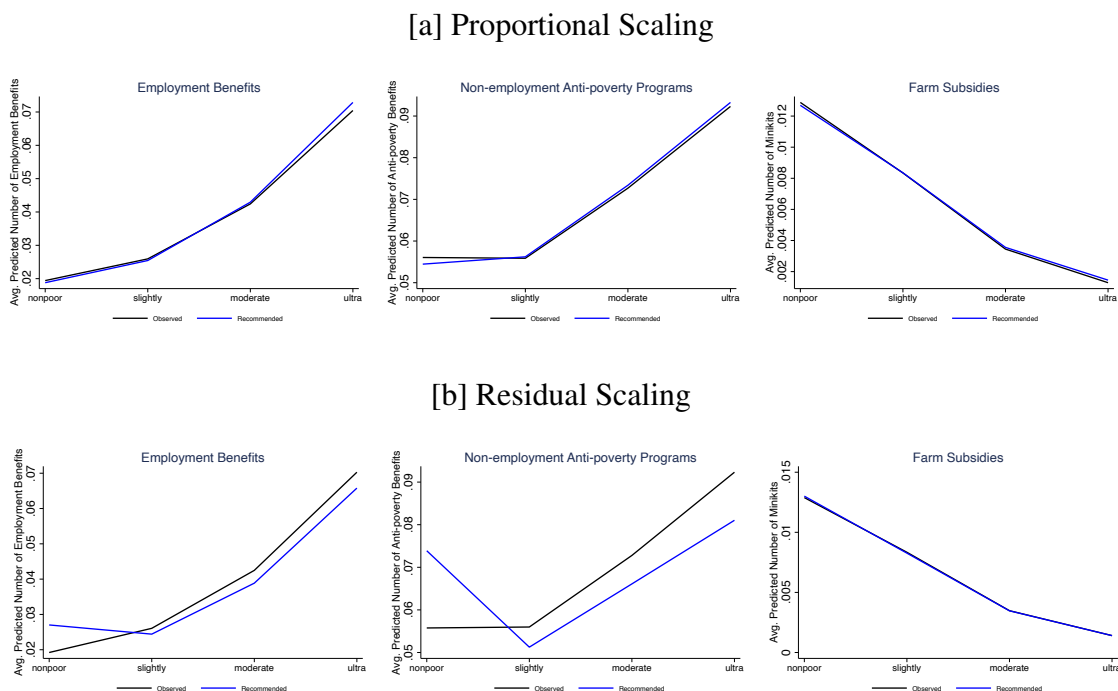 [a] Proportional Scaling
Employment Benefits
Avg. Predicted Number of Employment Benefits
.07
.06
.05
.04
.03
.02
nonpoor slightly moderate ultra
Observed Recommended
Non-employment Anti-poverty Programs
Avg. Predicted Number of Anti-poverty Benefits
.09
.08
.07
.06
.05
nonpoor slightly moderate ultra
Observed Recommended
Farm Subsidies
Avg. Predicted Number of Minikits
.012
.01
.008
.006
.004
.002
nonpoor slightly moderate ultra
Observed Recommended
[b] Residual Scaling
Employment Benefits
Avg. Predicted Number of Employment Benefits
.07
.06
.05
.04
.03
.02
nonpoor slightly moderate ultra
Observed Recommended
Non-employment Anti-poverty Programs
Avg. Predicted Number of Anti-poverty Benefits
.09
.08
.07
.06
.05
nonpoor slightly moderate ultra
Observed Recommended
Farm Subsidies
Avg. Predicted Number of Minikits
.015
.01
.005
0
nonpoor slightly moderate ultra
Observed Recommended